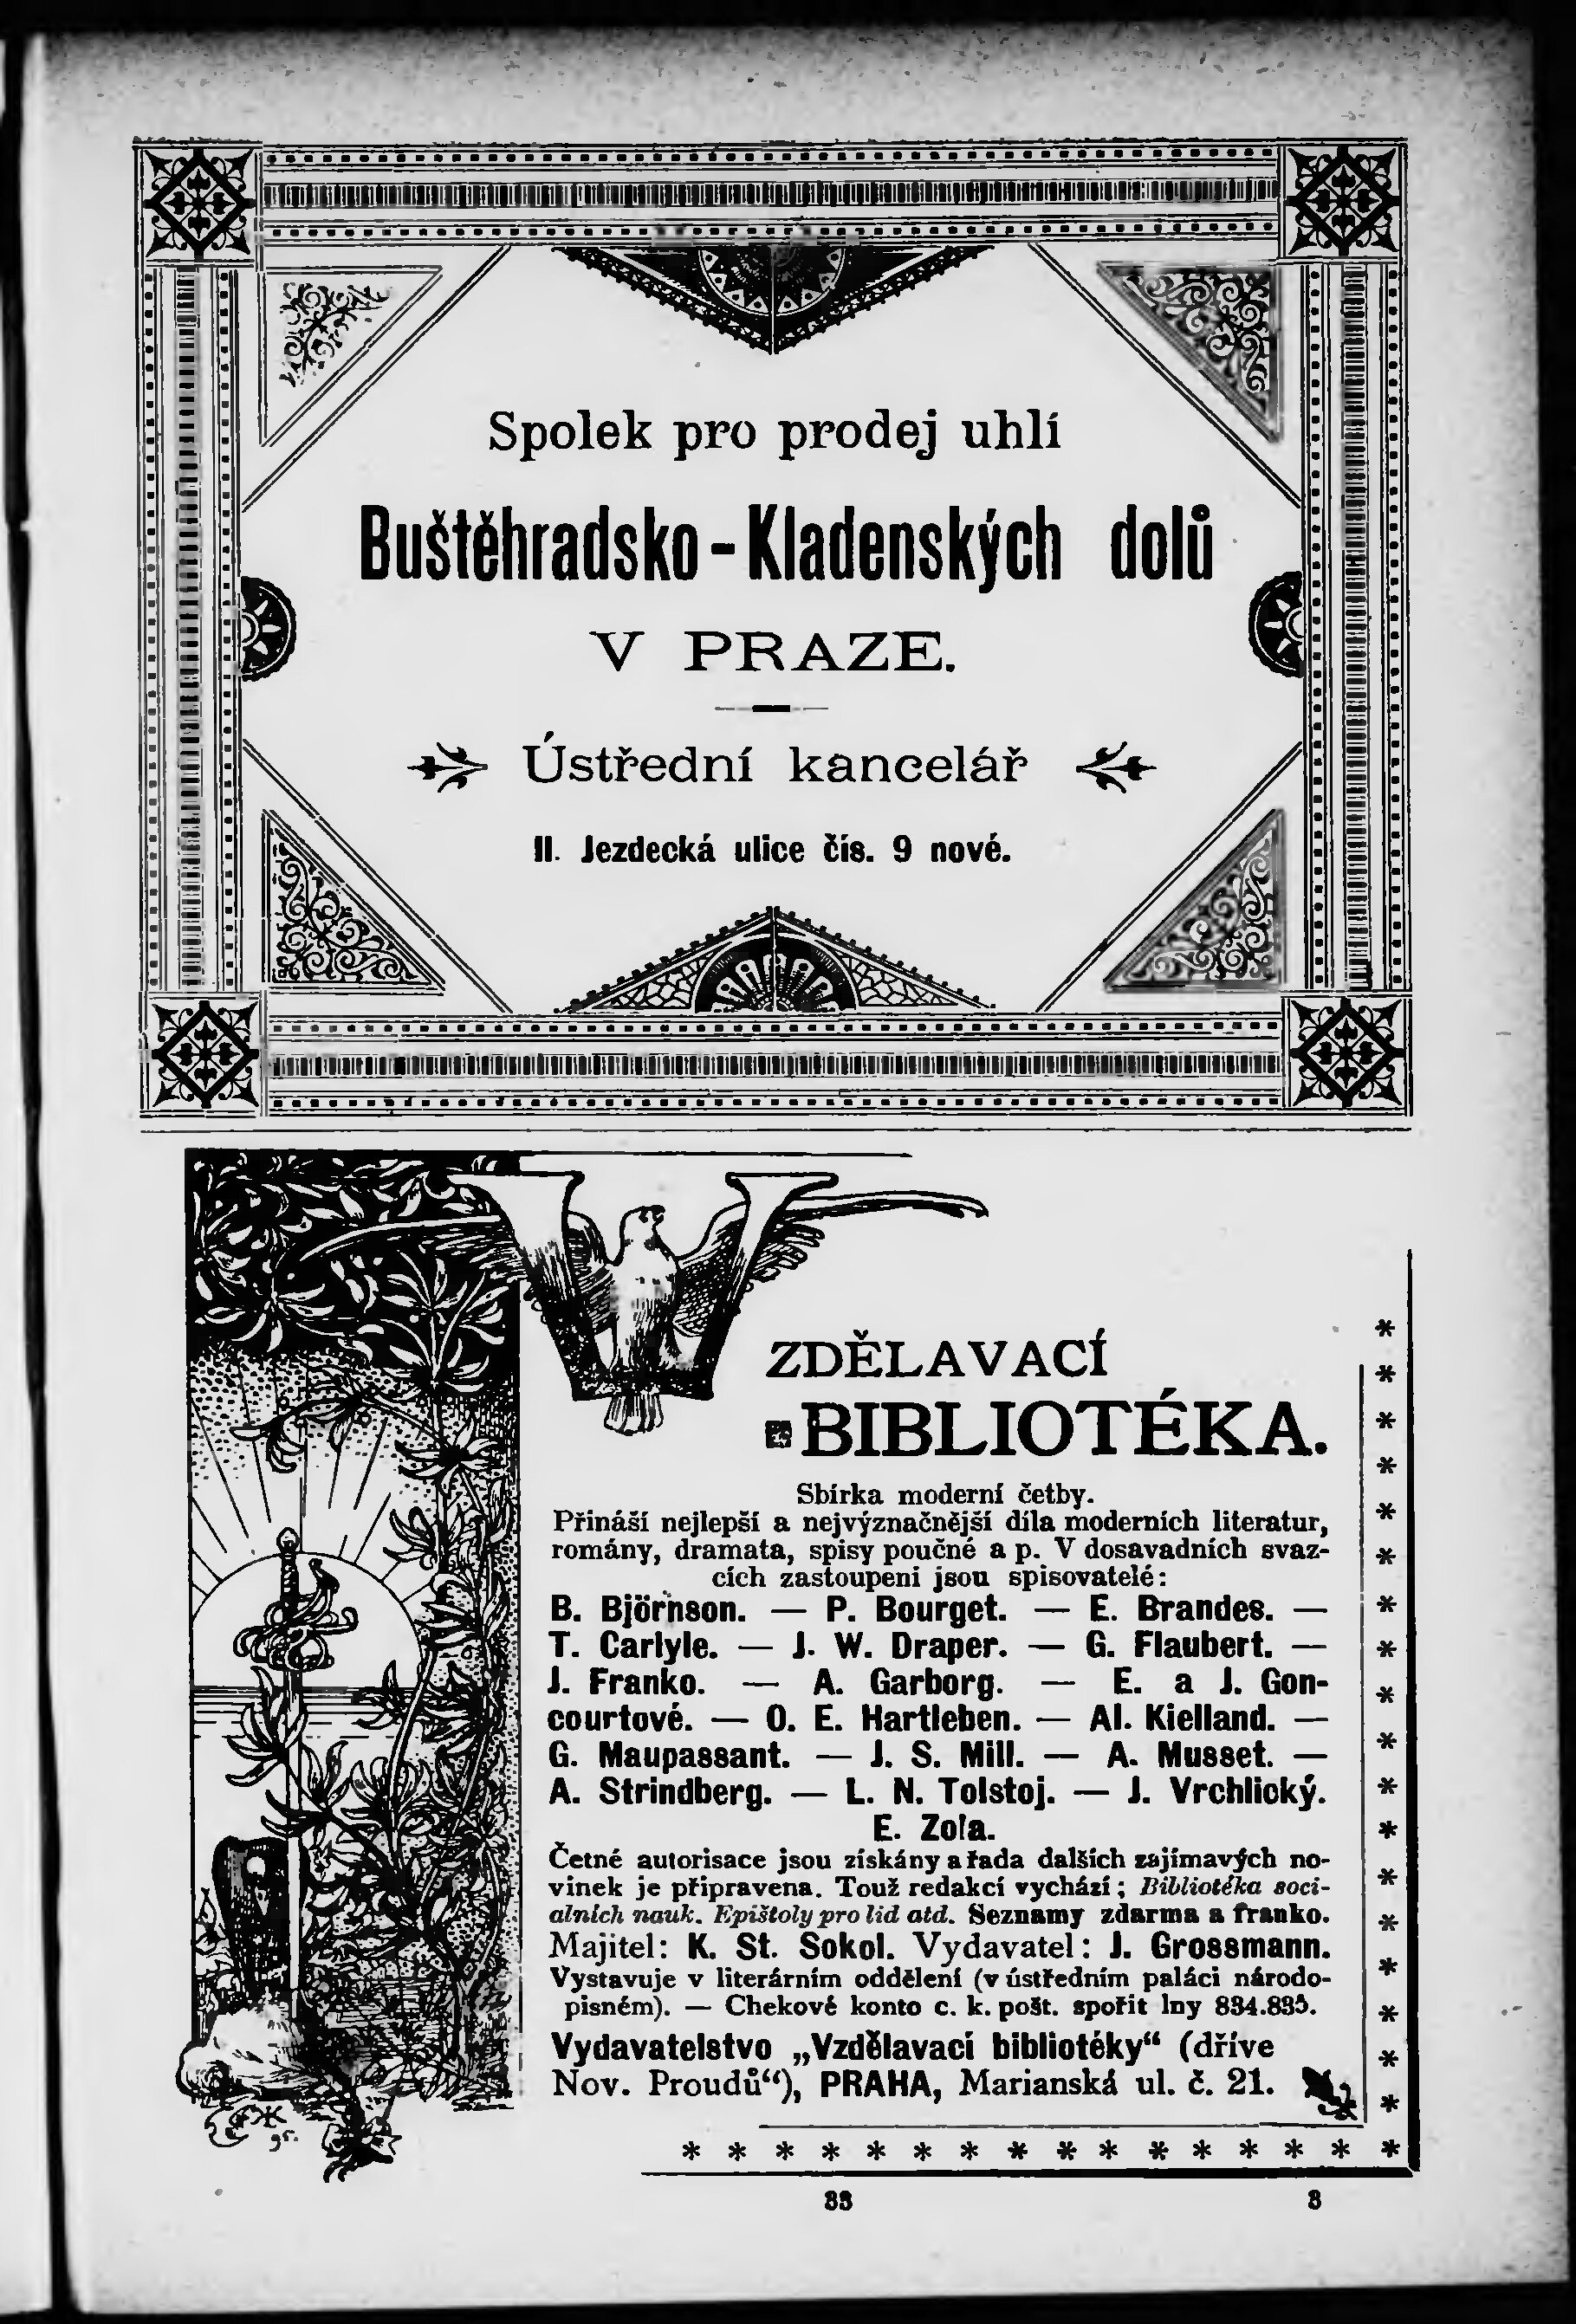 Spolek pro prodej uhlí
Buštěhradsko-Kladenských dolů
V PRAZE.
Ústřední kancelář
II. Jezdecká ulice čís. 9 nové.
VZDĚLAVACÍ
BIBLIOTÉKA.
Sbírka moderní četby.
Přináší nejlepší a nejvýznačnější díla moderních literatur,
romány, dramata, spisy poučné a p. V dosavadních svaz-
cích zastoupeni jsou spisovatelé:
B. Björnson. — P. Bourget. — E. Brandes. —
T. Carlyle. — J. W. Draper. — G. Flaubert. —
J. Franko. — A. Garborg. — E. a J. Gon-
courtové. — O. E. Hartleben. — Al. Kielland. —
G. Maupassant. — J. S. Mill. — A. Musset. —
A. Strindberg. — L. N. Tolstoj. — J. Vrchlický.
E. Zola.
Četné autorisace jsou získány a řada dalších zajímavých no-
vinek je připravena. Touž redakcí vychází: Bibliotéka soci-
alních nauk. Epištoly pro lid atd. Seznamy zdarma a franko.
Majitel: K. St. Sokol. Vydavatel: J. Grossmann.
Vystavuje v literárním oddělení (v ústředním paláci národo-
pisném). — Chekové konto c. k. pošt. spořit lny 834.835.
Vydavatelstvo „Vzdělavací bibliotéky“ (dříve
Nov. Proudů“), PRAHA, Marianská ul. č. 21.
gr.
33 3